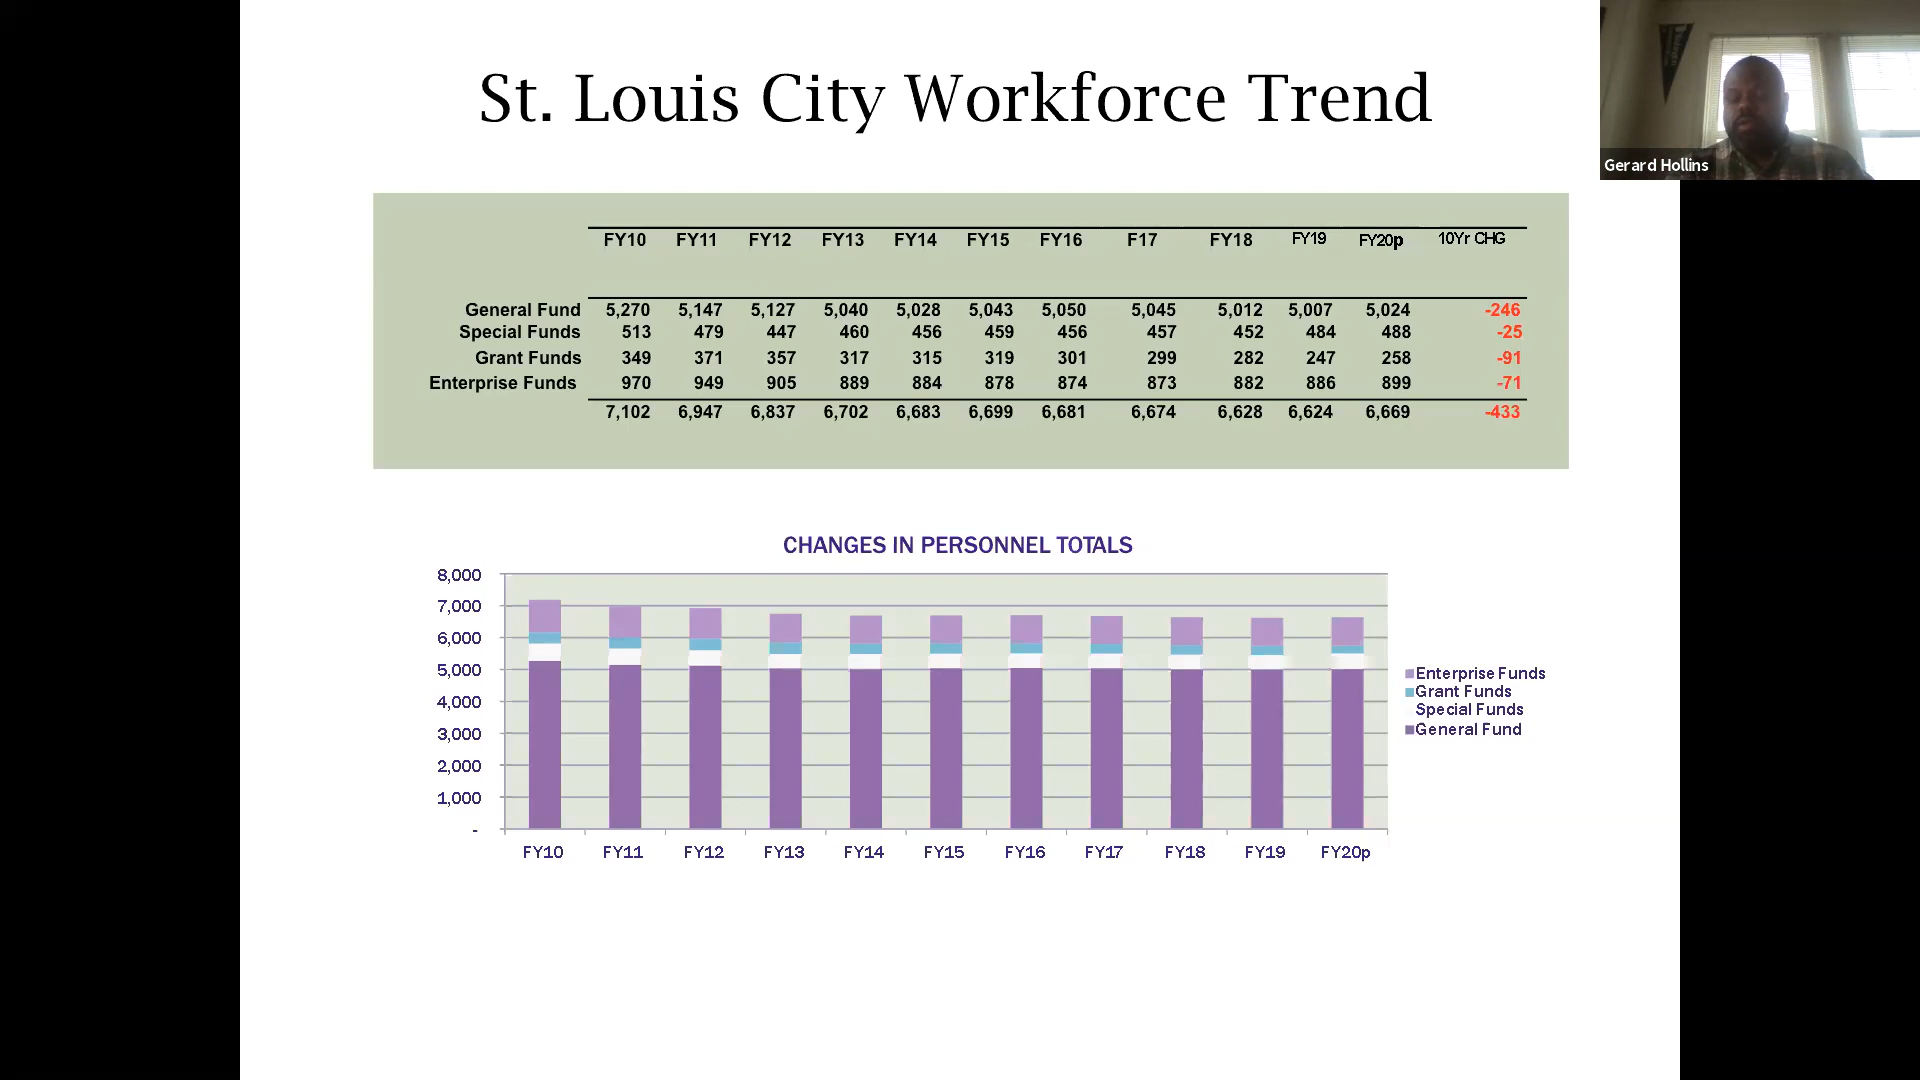 St. Louis City Workforce Trend
Gerard Hollins
FY10 FY11 FY12 FY13 FY14 FY15 FY16 F17 FY18 FY19 FY20p 10Yr CHG
General Fund 5,270 5,147 5,127 5,040 5,028 5,043 5,050 5,045 5,012 5,007 5,024 -246
Special Funds 513 479 447 460 456 459 456 457 452 484 488 -25
Grant Funds 349 371 357 317 315 319 301 299 282 247 258 -91
Enterprise Funds 970 949 905 889 884 878 874 873 882 886 899 -71
7,102 6,947 6,837 6,702 6,683 6,699 6,681 6,674 6,628 6,624 6,669 -433
CHANGES IN PERSONNEL TOTALS
8,000
7,000
6,000
5,000
4,000
3,000
2,000
1,000
-
FY10 FY11 FY12 FY13 FY14 FY15 FY16 FY17 FY18 FY19 FY20p
Enterprise Funds
Grant Funds
Special Funds
General Fund